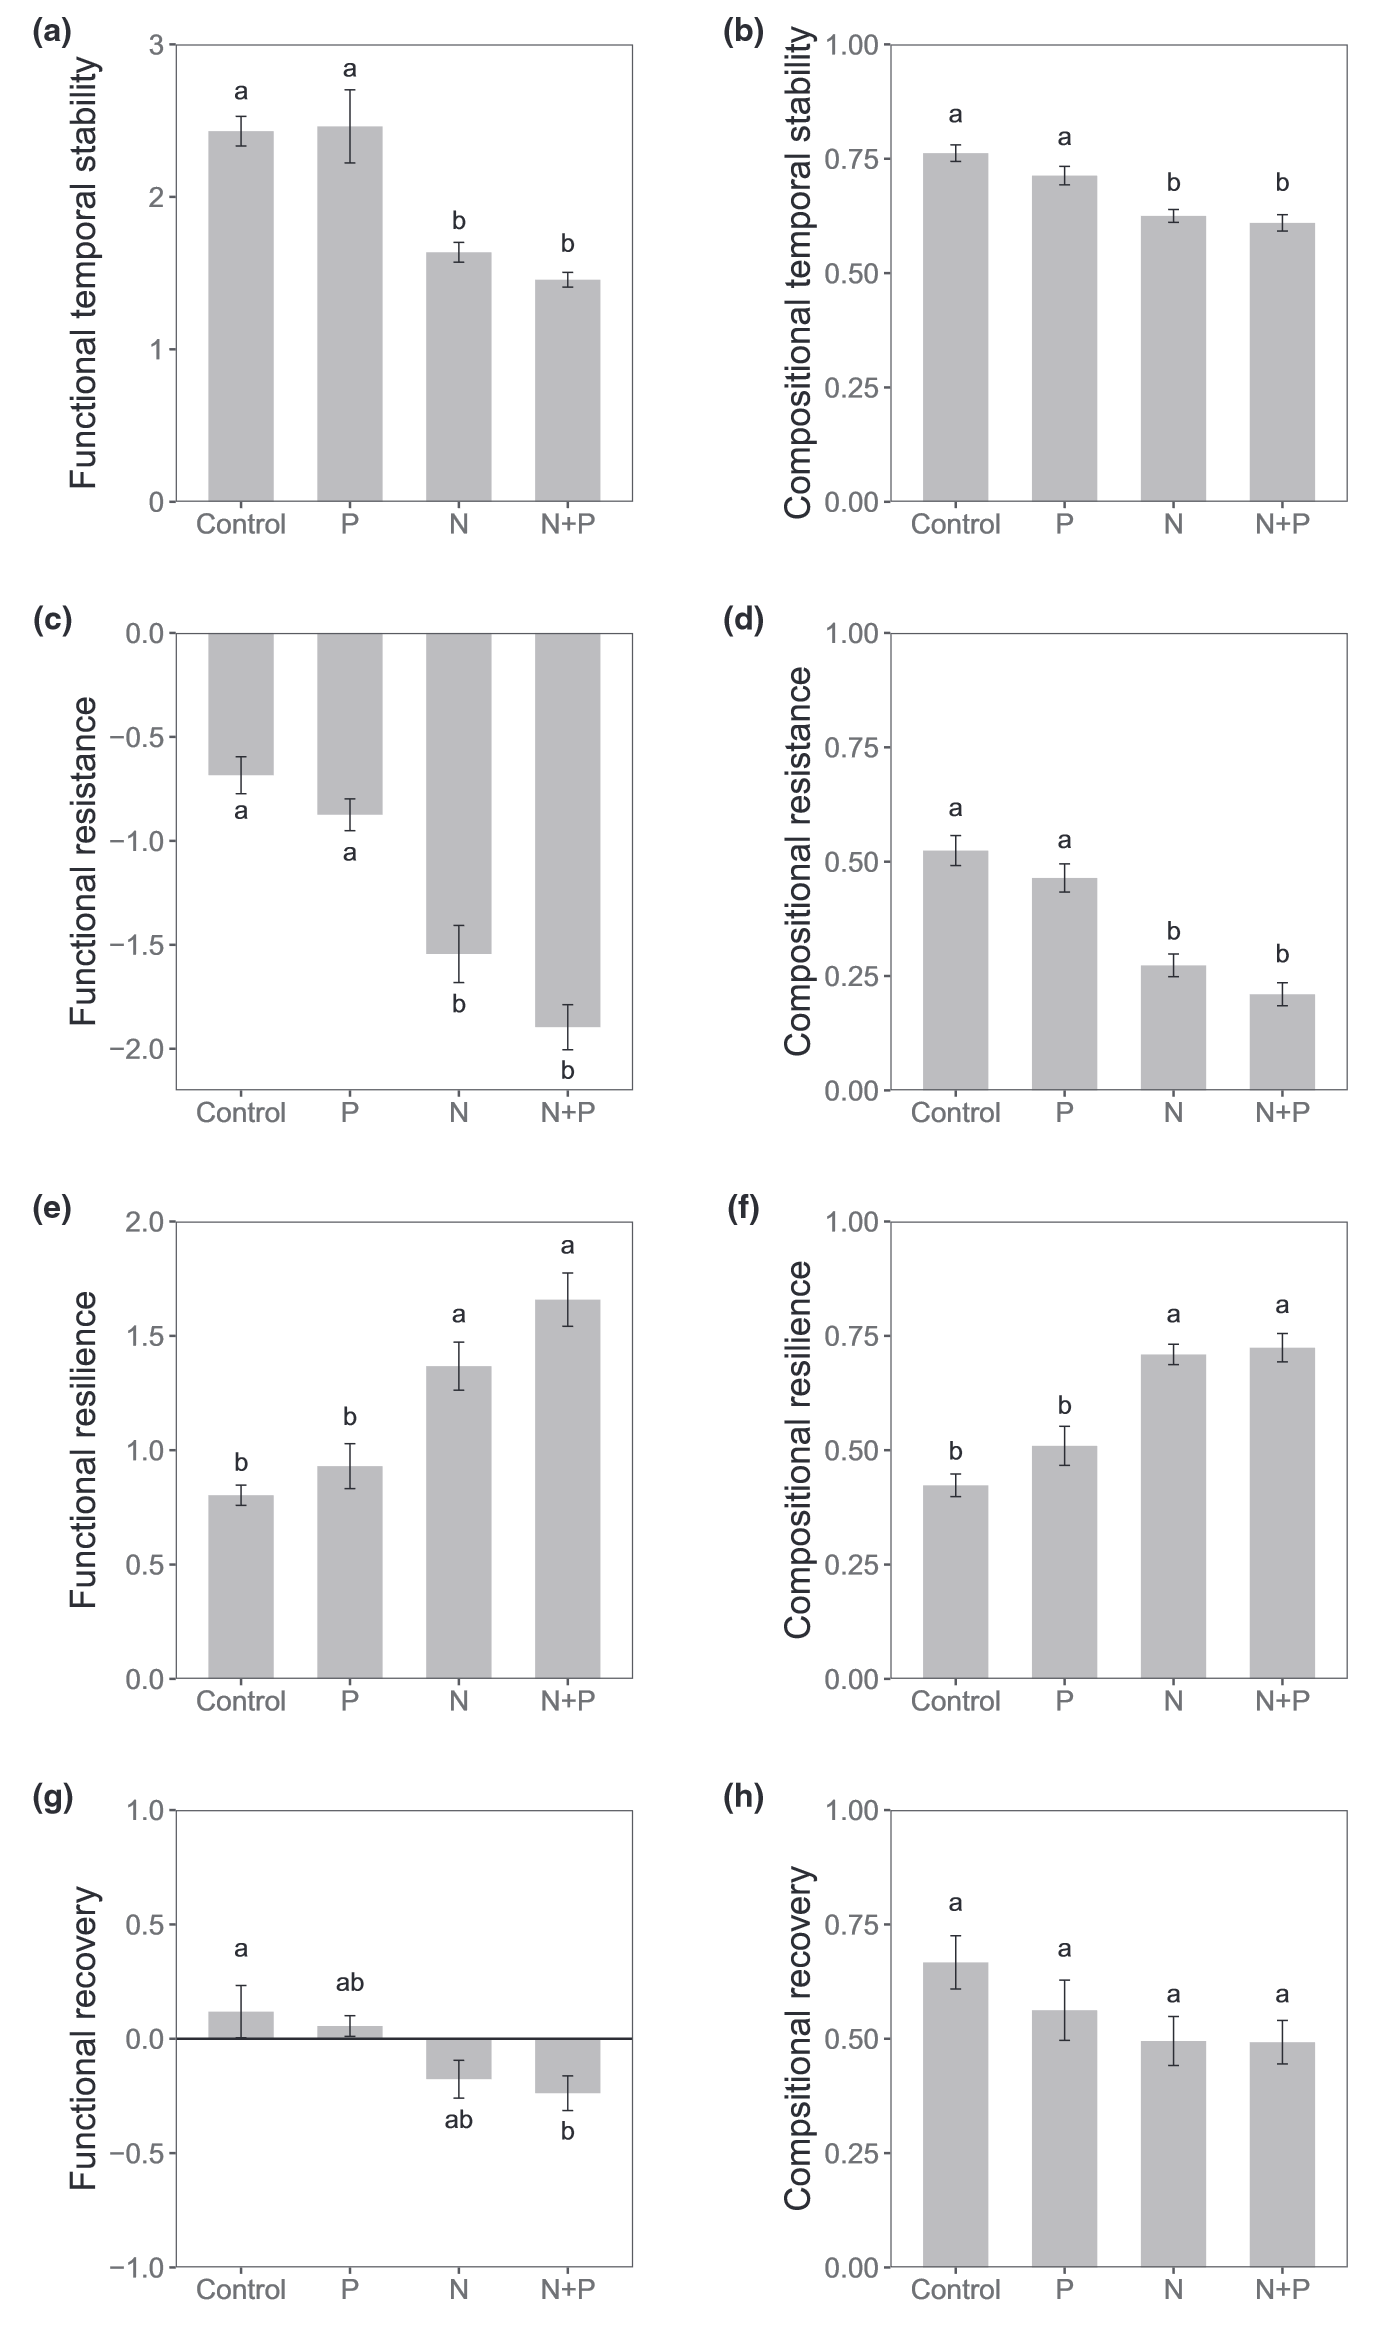 (a)
Functional temporal stability
3
2
1
0
a
a
b
b
Control P N N+P
(b)
Compositional temporal stability
1.00
0.75
0.50
0.25
0.00
a
a
b
b
Control P N N+P
(c)
Functional resistance
0.0
−0.5
−1.0
−1.5
−2.0
a
a
b
b
Control P N N+P
(d)
Compositional resistance
1.00
0.75
0.50
0.25
0.00
a
a
b
b
Control P N N+P
(e)
Functional resilience
2.0
1.5
1.0
0.5
0.0
b
b
a
a
Control P N N+P
(f)
Compositional resilience
1.00
0.75
0.50
0.25
0.00
b
b
a
a
Control P N N+P
(g)
Functional recovery
1.0
0.5
0.0
−0.5
−1.0
a
ab
ab
b
Control P N N+P
(h)
Compositional recovery
1.00
0.75
0.50
0.25
0.00
a
a
a
a
Control P N N+P